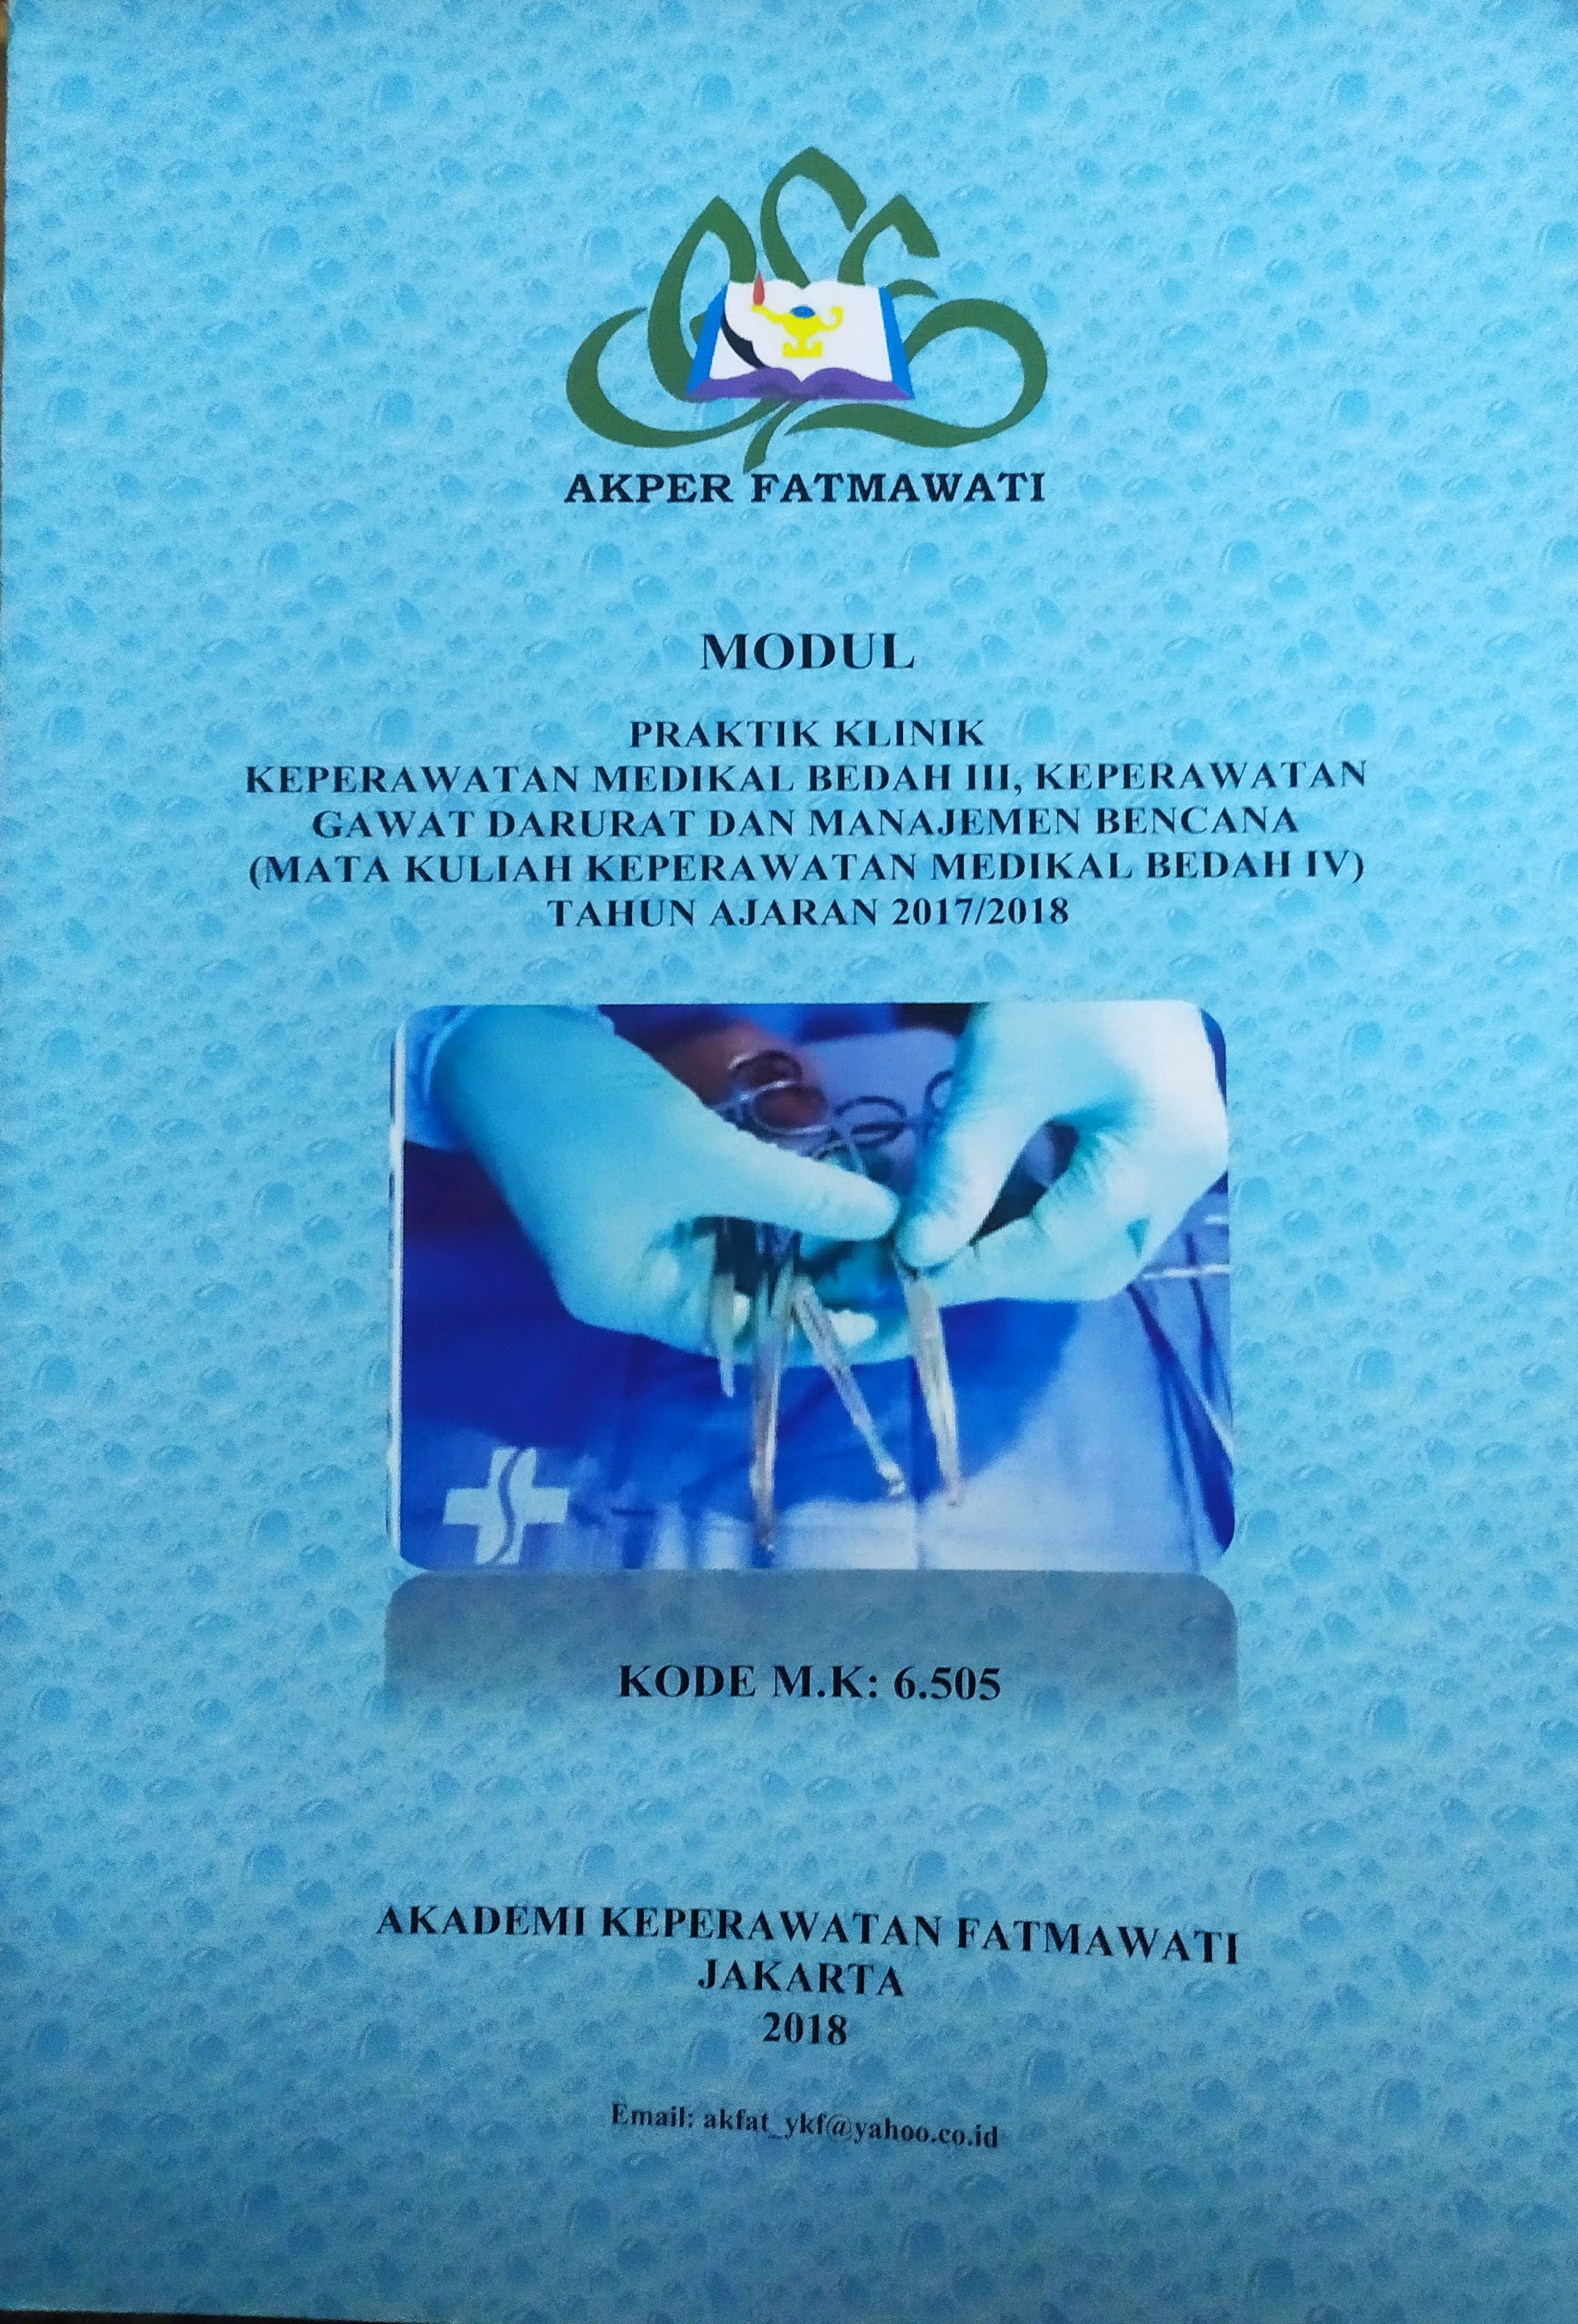 AKPER FATMAWATI
MODUL
PRAKTIK KLINIK
KEPERAWATAN MEDIKAL BEDAH III, KEPERAWATAN
GAWAT DARURAT DAN MANAJEMEN BENCANA
(MATA KULIAH KEPERAWATAN MEDIKAL BEDAH IV)
TAHUN AJARAN 2017/2018
KODE M.K: 6.505
AKADEMI KEPERAWATAN FATMAWATI
JAKARTA
2018
Email: akfat_ykf@yahoo.co.id